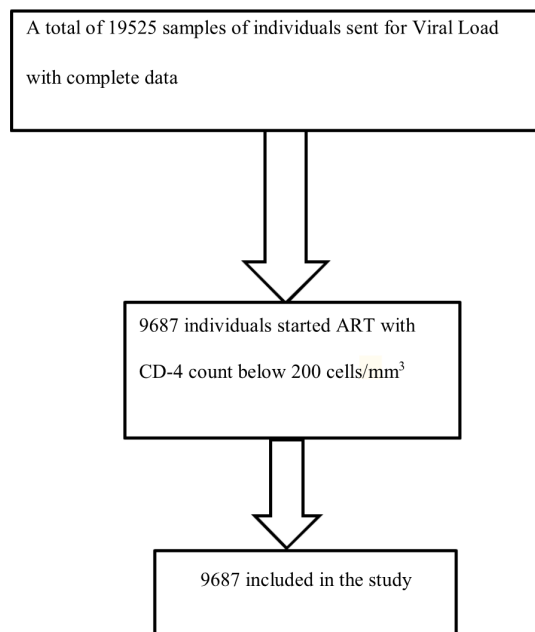 A total of 19525 samples of individuals sent for Viral Load
with complete data
9687 individuals started ART with
CD-4 count below 200 cells/mm³
9687 included in the study